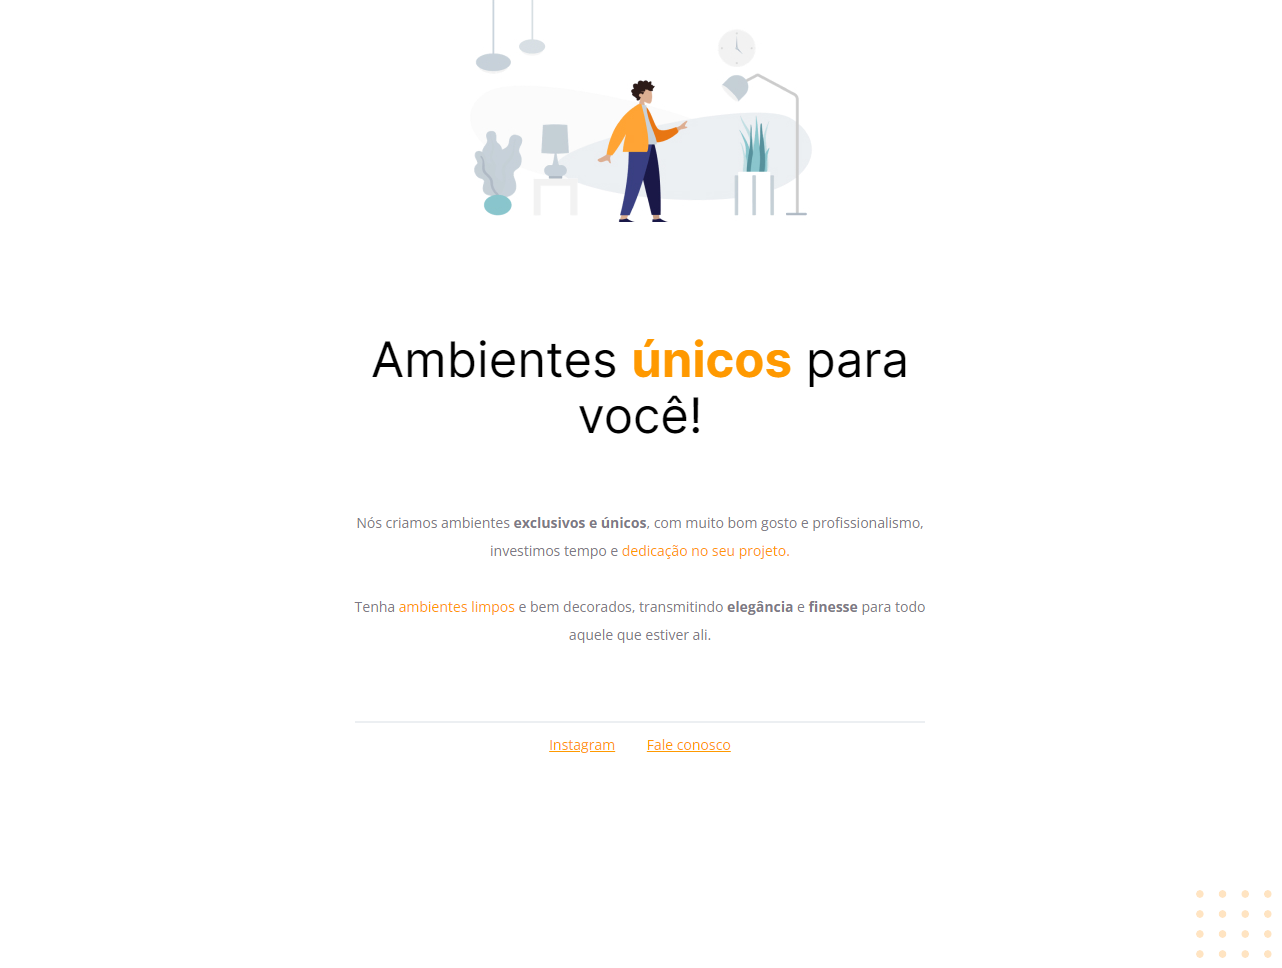 Ambientes únicos para
você!
Nós criamos ambientes exclusivos e únicos, com muito bom gosto e profissionalismo,
investimos tempo e dedicação no seu projeto.
Tenha ambientes limpos e bem decorados, transmitindo elegância e finesse para todo
aquele que estiver ali.
Instagram Fale conosco